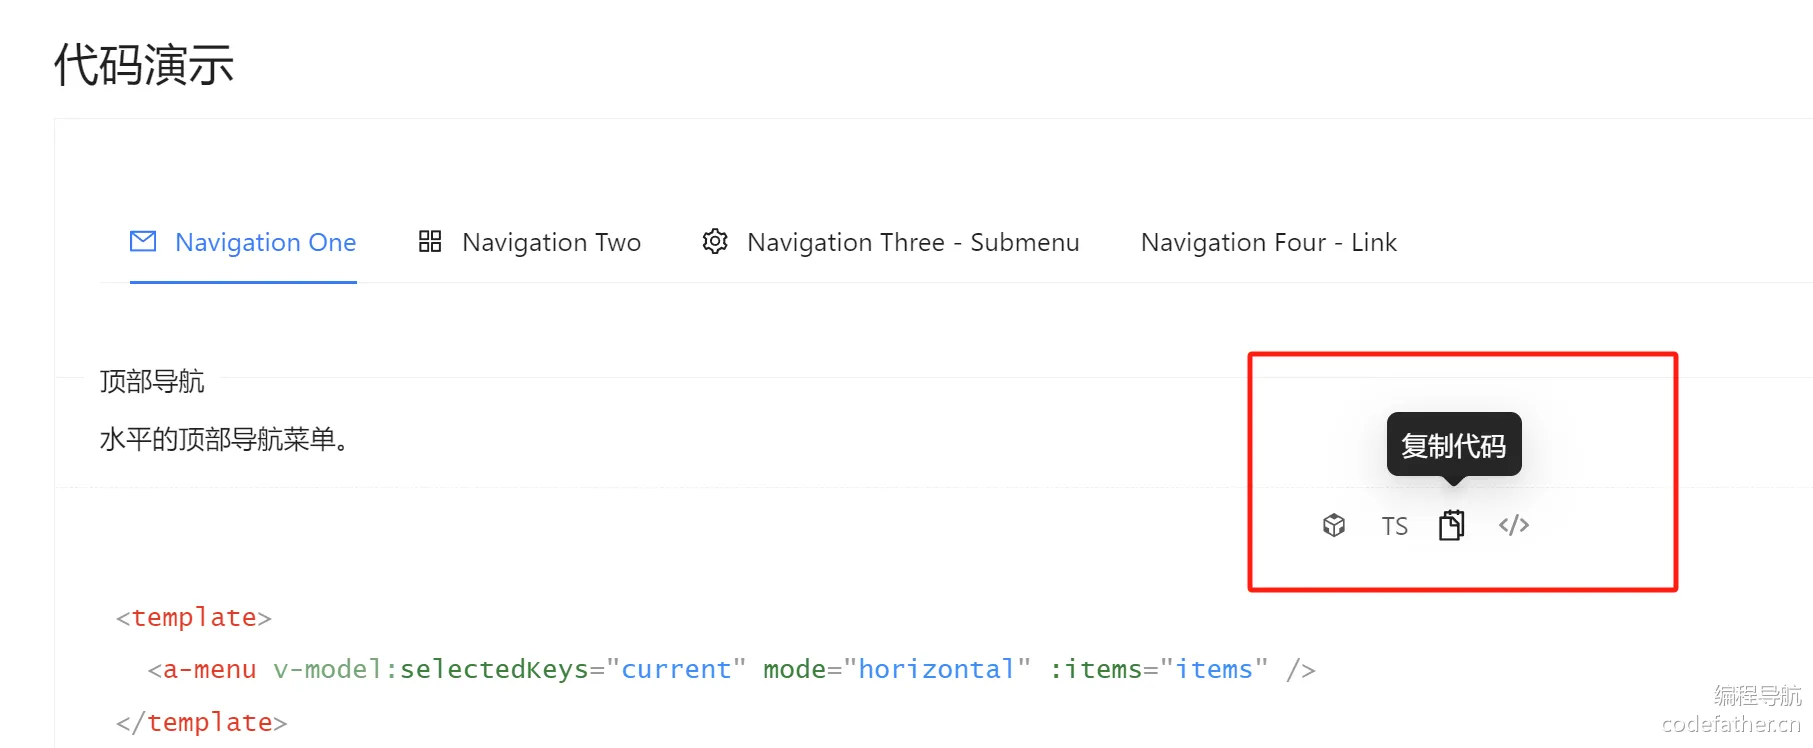 代码演示
Navigation One Navigation Two Navigation Three - Submenu Navigation Four - Link
顶部导航
水平的顶部导航菜单。
复制代码
TS </>
<template>
<a-menu v-model:selectedKeys="current" mode="horizontal" :items="items" />
</template>
编程导航
codefather.cn